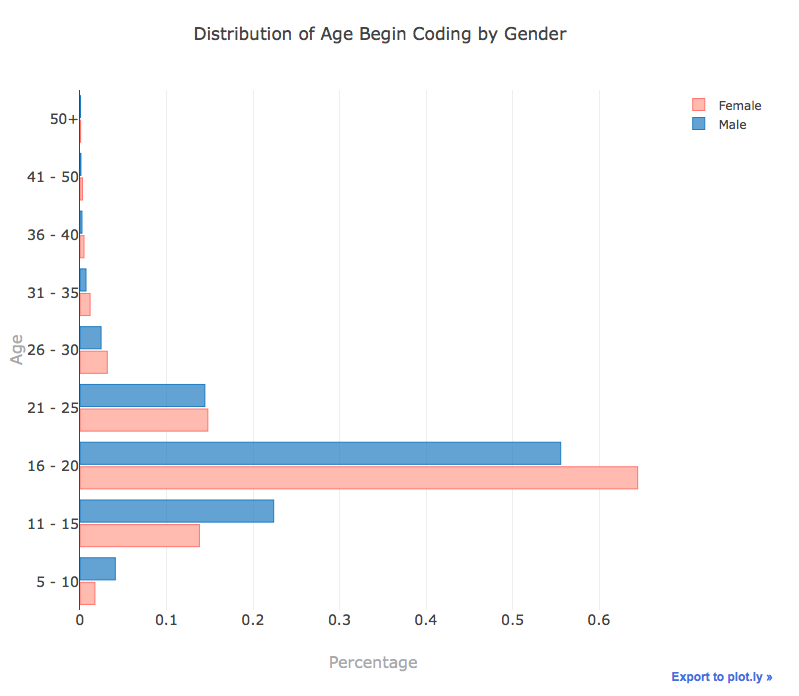 Distribution of Age Begin Coding by Gender
Female
Male
50+
41 - 50
36 - 40
31 - 35
26 - 30
21 - 25
16 - 20
11 - 15
5 - 10
Age
0 0.1 0.2 0.3 0.4 0.5 0.6
Percentage
Export to plot.ly »